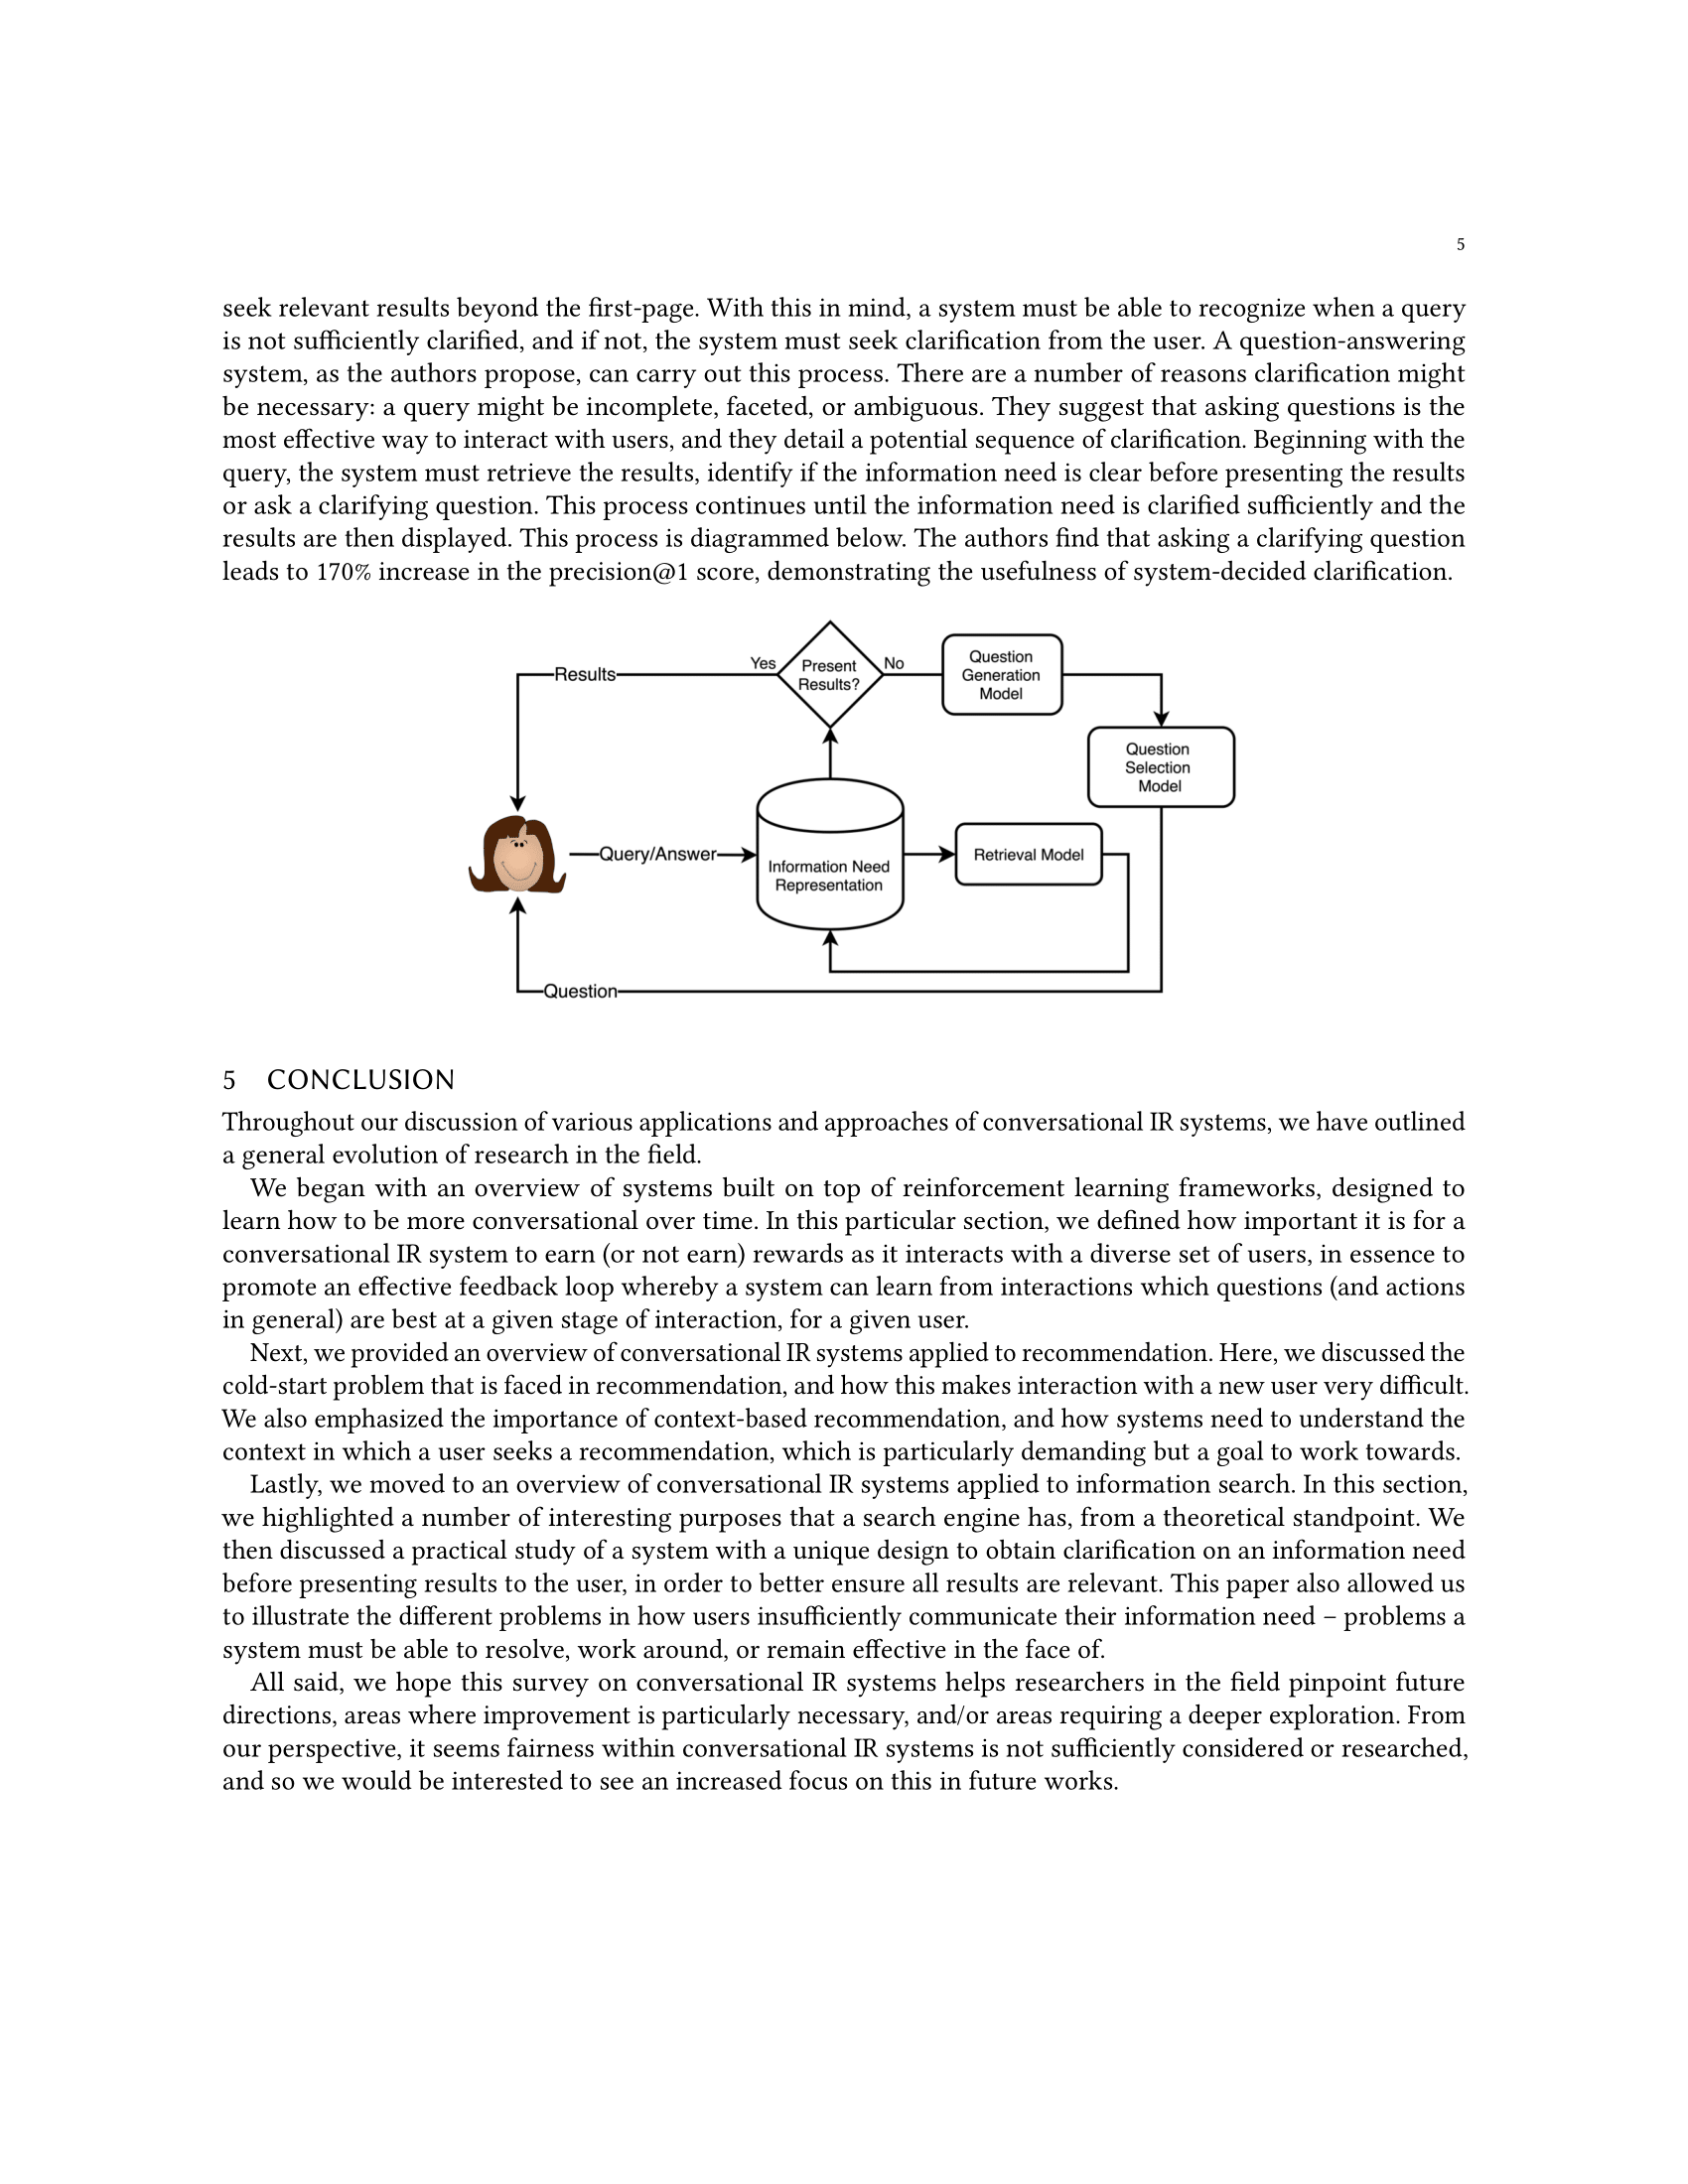 5
seek relevant results beyond the first-page. With this in mind, a system must be able to recognize when a query
is not sufficiently clarified, and if not, the system must seek clarification from the user. A question-answering
system, as the authors propose, can carry out this process. There are a number of reasons clarification might
be necessary: a query might be incomplete, faceted, or ambiguous. They suggest that asking questions is the
most effective way to interact with users, and they detail a potential sequence of clarification. Beginning with the
query, the system must retrieve the results, identify if the information need is clear before presenting the results
or ask a clarifying question. This process continues until the information need is clarified sufficiently and the
results are then displayed. This process is diagrammed below. The authors find that asking a clarifying question
leads to 170% increase in the precision@1 score, demonstrating the usefulness of system-decided clarification.
Results
Yes
Present
Results?
No
Question
Generation
Model
Question
Selection
Model
Query/Answer
Information Need
Representation
Retrieval Model
Question
5 CONCLUSION
Throughout our discussion of various applications and approaches of conversational IR systems, we have outlined
a general evolution of research in the field.
We began with an overview of systems built on top of reinforcement learning frameworks, designed to
learn how to be more conversational over time. In this particular section, we defined how important it is for a
conversational IR system to earn (or not earn) rewards as it interacts with a diverse set of users, in essence to
promote an effective feedback loop whereby a system can learn from interactions which questions (and actions
in general) are best at a given stage of interaction, for a given user.
Next, we provided an overview of conversational IR systems applied to recommendation. Here, we discussed the
cold-start problem that is faced in recommendation, and how this makes interaction with a new user very difficult.
We also emphasized the importance of context-based recommendation, and how systems need to understand the
context in which a user seeks a recommendation, which is particularly demanding but a goal to work towards.
Lastly, we moved to an overview of conversational IR systems applied to information search. In this section,
we highlighted a number of interesting purposes that a search engine has, from a theoretical standpoint. We
then discussed a practical study of a system with a unique design to obtain clarification on an information need
before presenting results to the user, in order to better ensure all results are relevant. This paper also allowed us
to illustrate the different problems in how users insufficiently communicate their information need – problems a
system must be able to resolve, work around, or remain effective in the face of.
All said, we hope this survey on conversational IR systems helps researchers in the field pinpoint future
directions, areas where improvement is particularly necessary, and/or areas requiring a deeper exploration. From
our perspective, it seems fairness within conversational IR systems is not sufficiently considered or researched,
and so we would be interested to see an increased focus on this in future works.